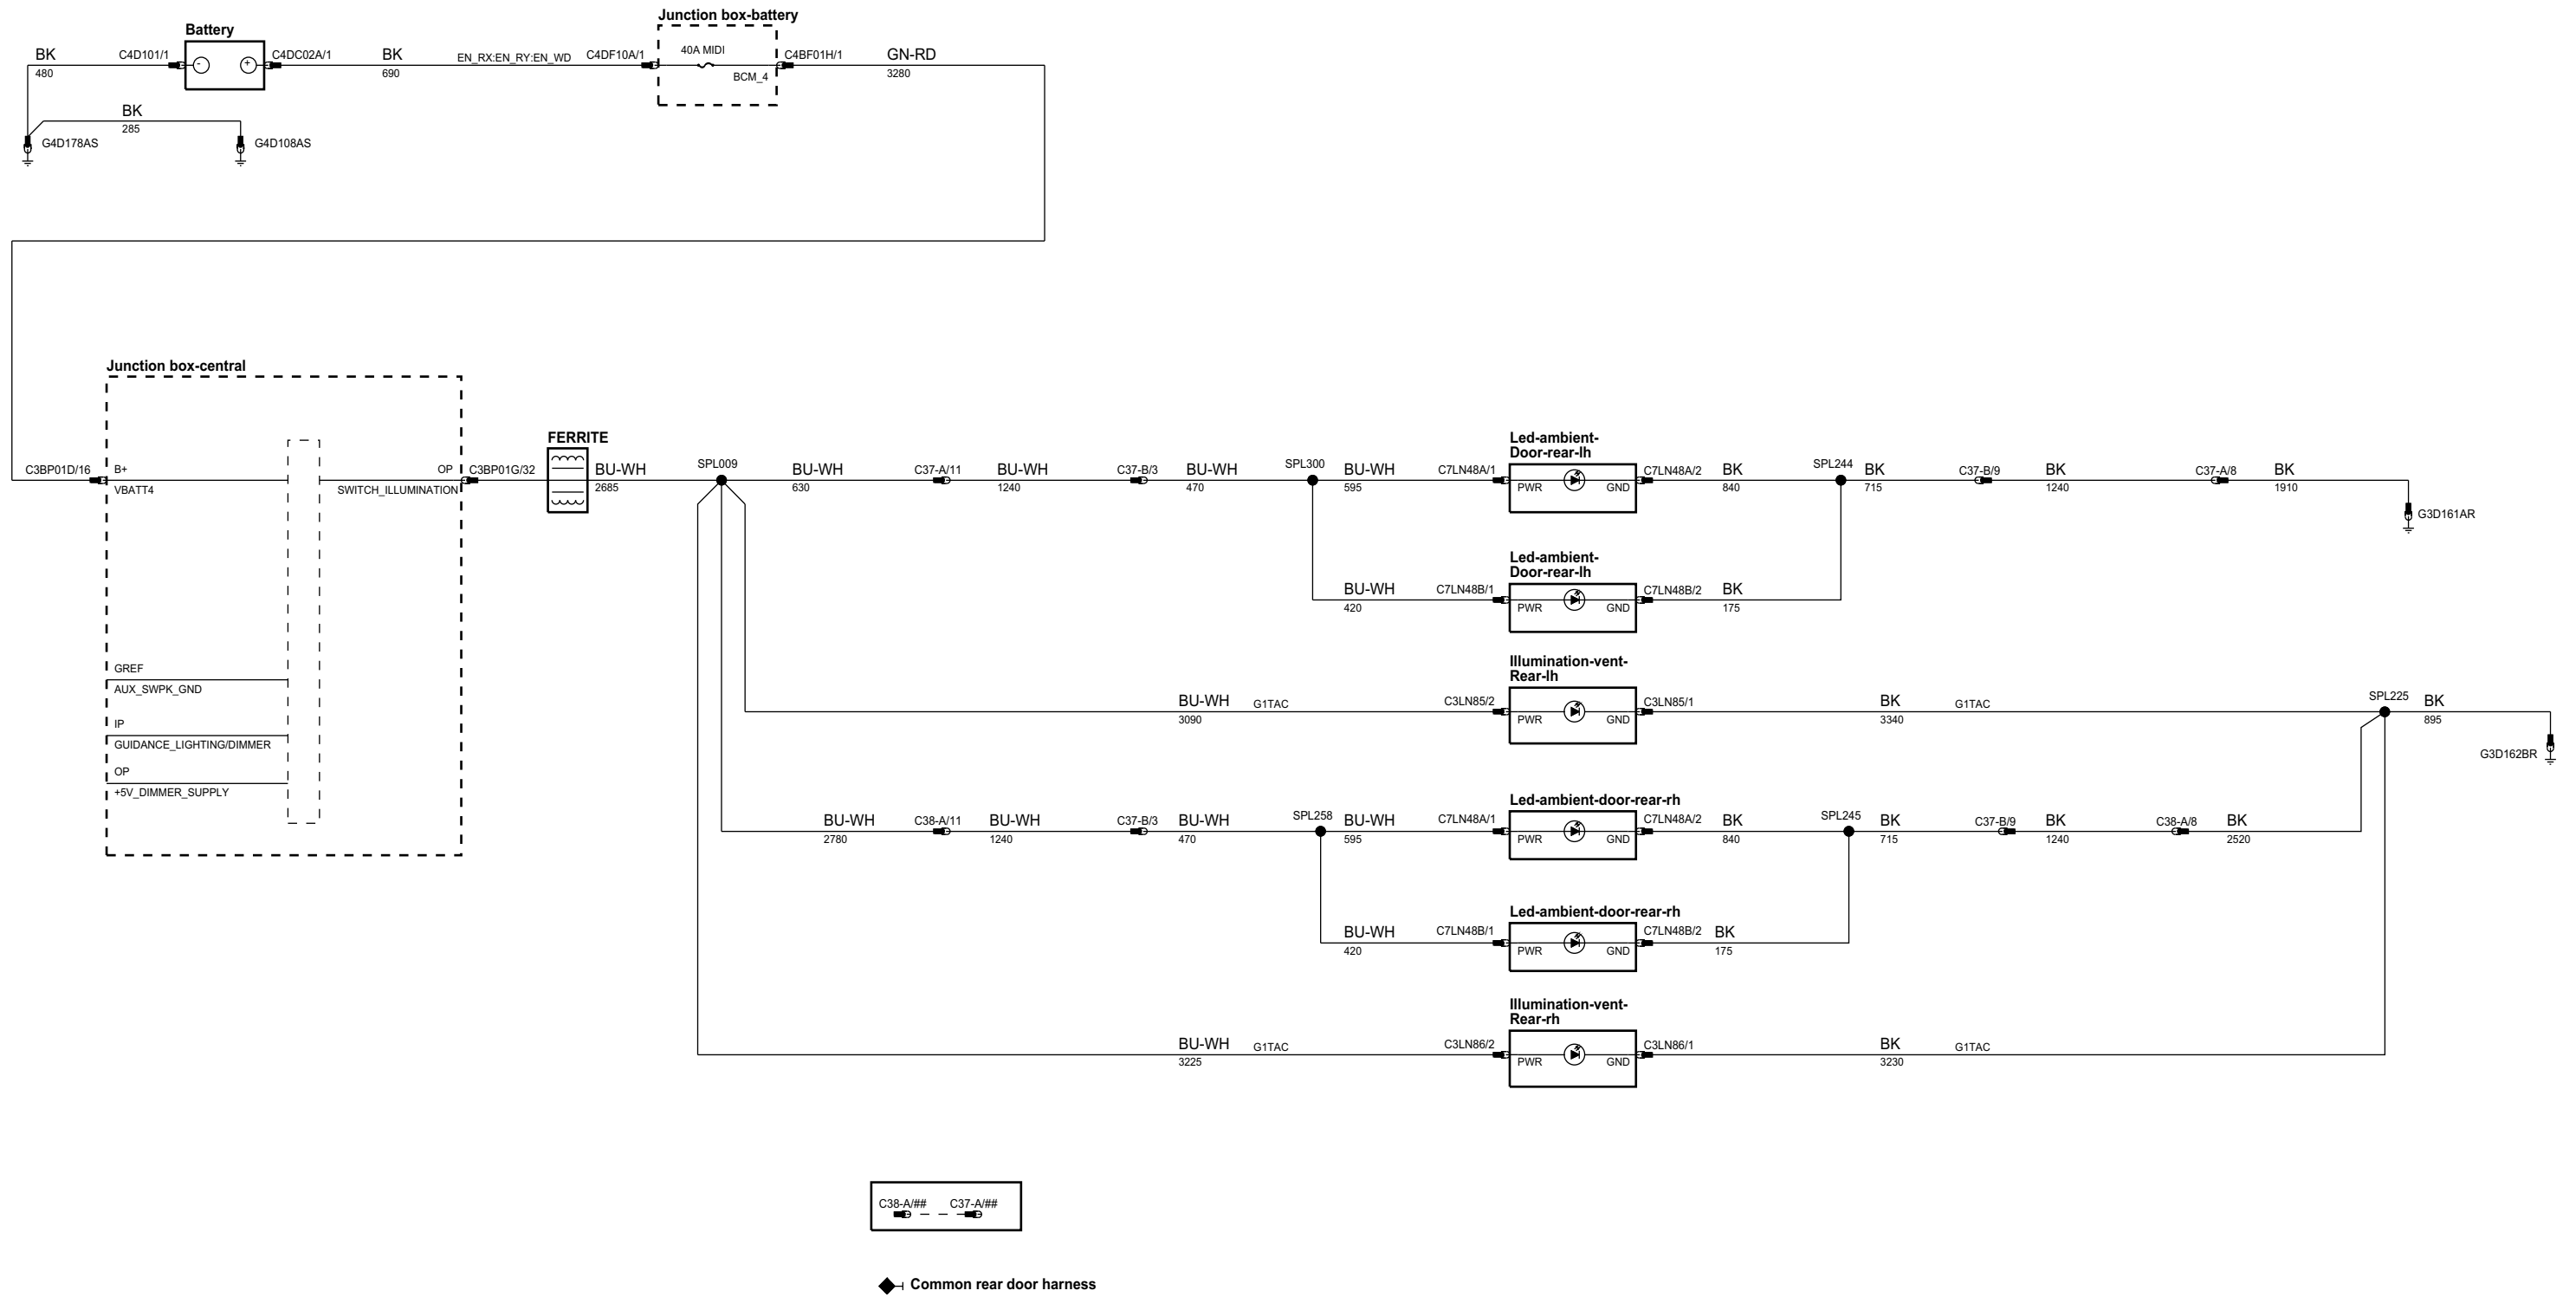 Junction box-battery
Battery
BK
480
C4D101/1
-
+
C4DC02A/1
BK
690
EN_RX:EN_RY:EN_WD
C4DF10A/1
40A MIDI
BCM_4
C4BF01H/1
GN-RD
3280
BK
285
G4D178AS
G4D108AS
Junction box-central
C3BP01D/16
B+
VBATT4
OP
SWITCH_ILLUMINATION
C3BP01G/32
GREF
AUX_SWPK_GND
IP
GUIDANCE_LIGHTING/DIMMER
OP
+5V_DIMMER_SUPPLY
FERRITE
BU-WH
2685
SPL009
BU-WH
630
C37-A/11
BU-WH
1240
C37-B/3
BU-WH
470
SPL300
BU-WH
595
C7LN48A/1
Led-ambient-
Door-rear-lh
PWR
GND
C7LN48A/2
BK
840
SPL244
BK
715
C37-B/9
BK
1240
C37-A/8
BK
1910
G3D161AR
BU-WH
420
C7LN48B/1
Led-ambient-
Door-rear-lh
PWR
GND
C7LN48B/2
BK
175
BU-WH
3090
G1TAC
C3LN85/2
Illumination-vent-
Rear-lh
PWR
GND
C3LN85/1
BK
3340
G1TAC
SPL225
BK
895
G3D162BR
BU-WH
2780
C38-A/11
BU-WH
1240
C37-B/3
BU-WH
470
SPL258
BU-WH
595
C7LN48A/1
Led-ambient-door-rear-rh
PWR
GND
C7LN48A/2
BK
840
SPL245
BK
715
C37-B/9
BK
1240
C38-A/8
BK
2520
BU-WH
420
C7LN48B/1
Led-ambient-door-rear-rh
PWR
GND
C7LN48B/2
BK
175
BU-WH
3225
G1TAC
C3LN86/2
Illumination-vent-
Rear-rh
PWR
GND
C3LN86/1
BK
3230
G1TAC
C38-A/## C37-A/##
Common rear door harness